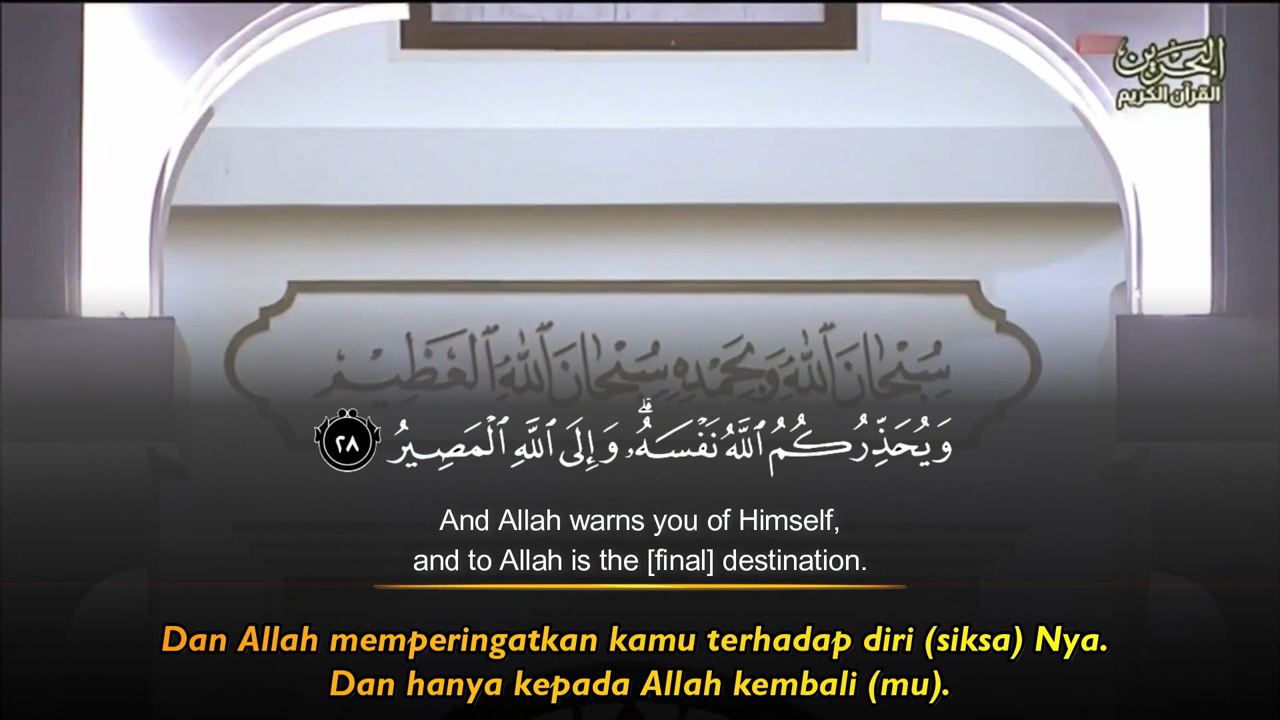 البحرين
القرآن الكريم
سُبْحَانَ ٱللَّٰهِ وَبِحَمْدِهِ سُبْحَانَ ٱللَّٰهِ ٱلْعَظِيْمِ
وَيُحَذِّرُكُمُ ٱللَّهُ نَفْسَهُۥۗ وَإِلَى ٱللَّهِ ٱلْمَصِيرُ ٢٨
And Allah warns you of Himself,
and to Allah is the [final] destination.
Dan Allah memperingatkan kamu terhadap diri (siksa) Nya.
Dan hanya kepada Allah kembali (mu).